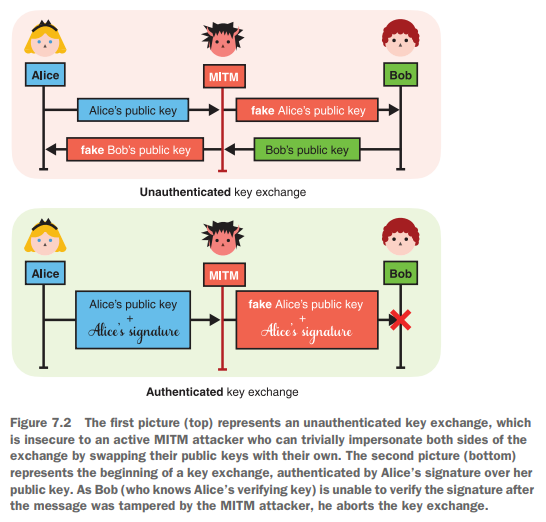 Alice
MITM
Bob
Alice's public key
fake Alice's public key
fake Bob's public key
Bob's public key
Unauthenticated key exchange
Alice
MITM
Bob
Alice's public key
+
Alice's signature
fake Alice's public key
+
Alice's signature
Authenticated key exchange
Figure 7.2 The first picture (top) represents an unauthenticated key exchange, which
is insecure to an active MITM attacker who can trivially impersonate both sides of the
exchange by swapping their public keys with their own. The second picture (bottom)
represents the beginning of a key exchange, authenticated by Alice's signature over her
public key. As Bob (who knows Alice's verifying key) is unable to verify the signature after
the message was tampered by the MITM attacker, he aborts the key exchange.